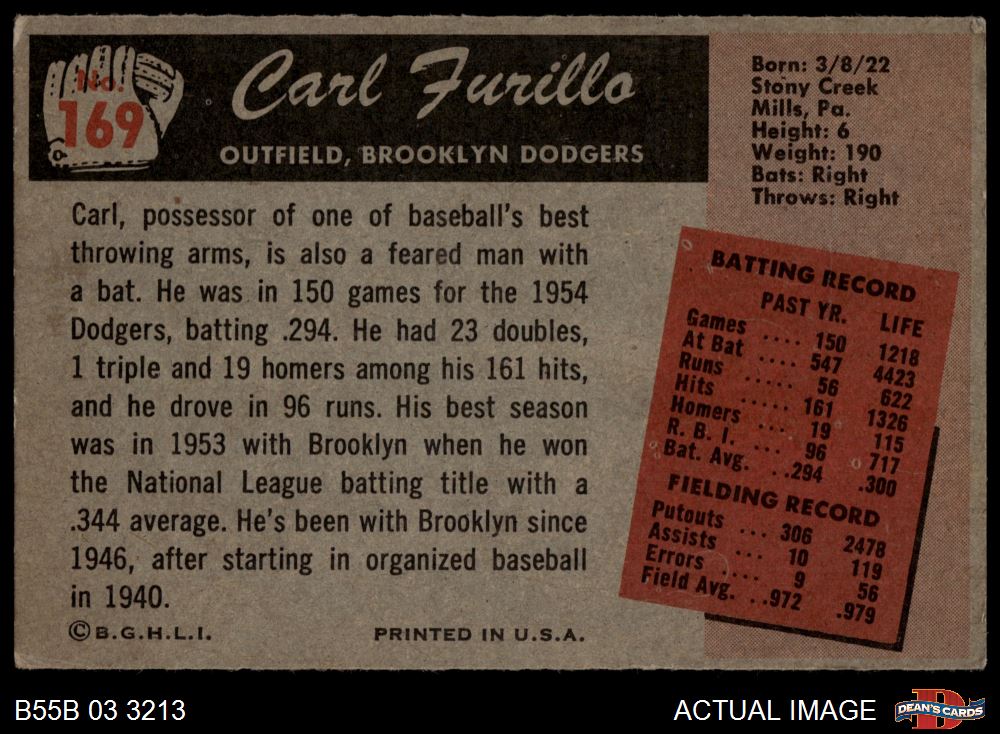 No.
169
Carl Furillo
OUTFIELD, BROOKLYN DODGERS
Born: 3/8/22
Stony Creek
Mills, Pa.
Height: 6
Weight: 190
Bats: Right
Throws: Right
Carl, possessor of one of baseball's best
throwing arms, is also a feared man with
a bat. He was in 150 games for the 1954
Dodgers, batting .294. He had 23 doubles,
1 triple and 19 homers among his 161 hits,
and he drove in 96 runs. His best season
was in 1953 with Brooklyn when he won
the National League batting title with a
.344 average. He's been with Brooklyn since
1946, after starting in organized baseball
in 1940.
©B.G.H.L.I. PRINTED IN U.S.A.
BATTING RECORD
PAST YR. LIFE
Games .... 150 1218
At Bat .... 547 4423
Runs ..... 56 622
Hits ..... 161 1326
Homers ... 19 115
R. B. I. .... 96 717
Bat. Avg. ..294 .300
FIELDING RECORD
Putouts ... 306 2478
Assists ... 10 119
Errors .... 9 56
Field Avg. ..972 .979
B55B 03 3213 ACTUAL IMAGE DEAN'S CARDS